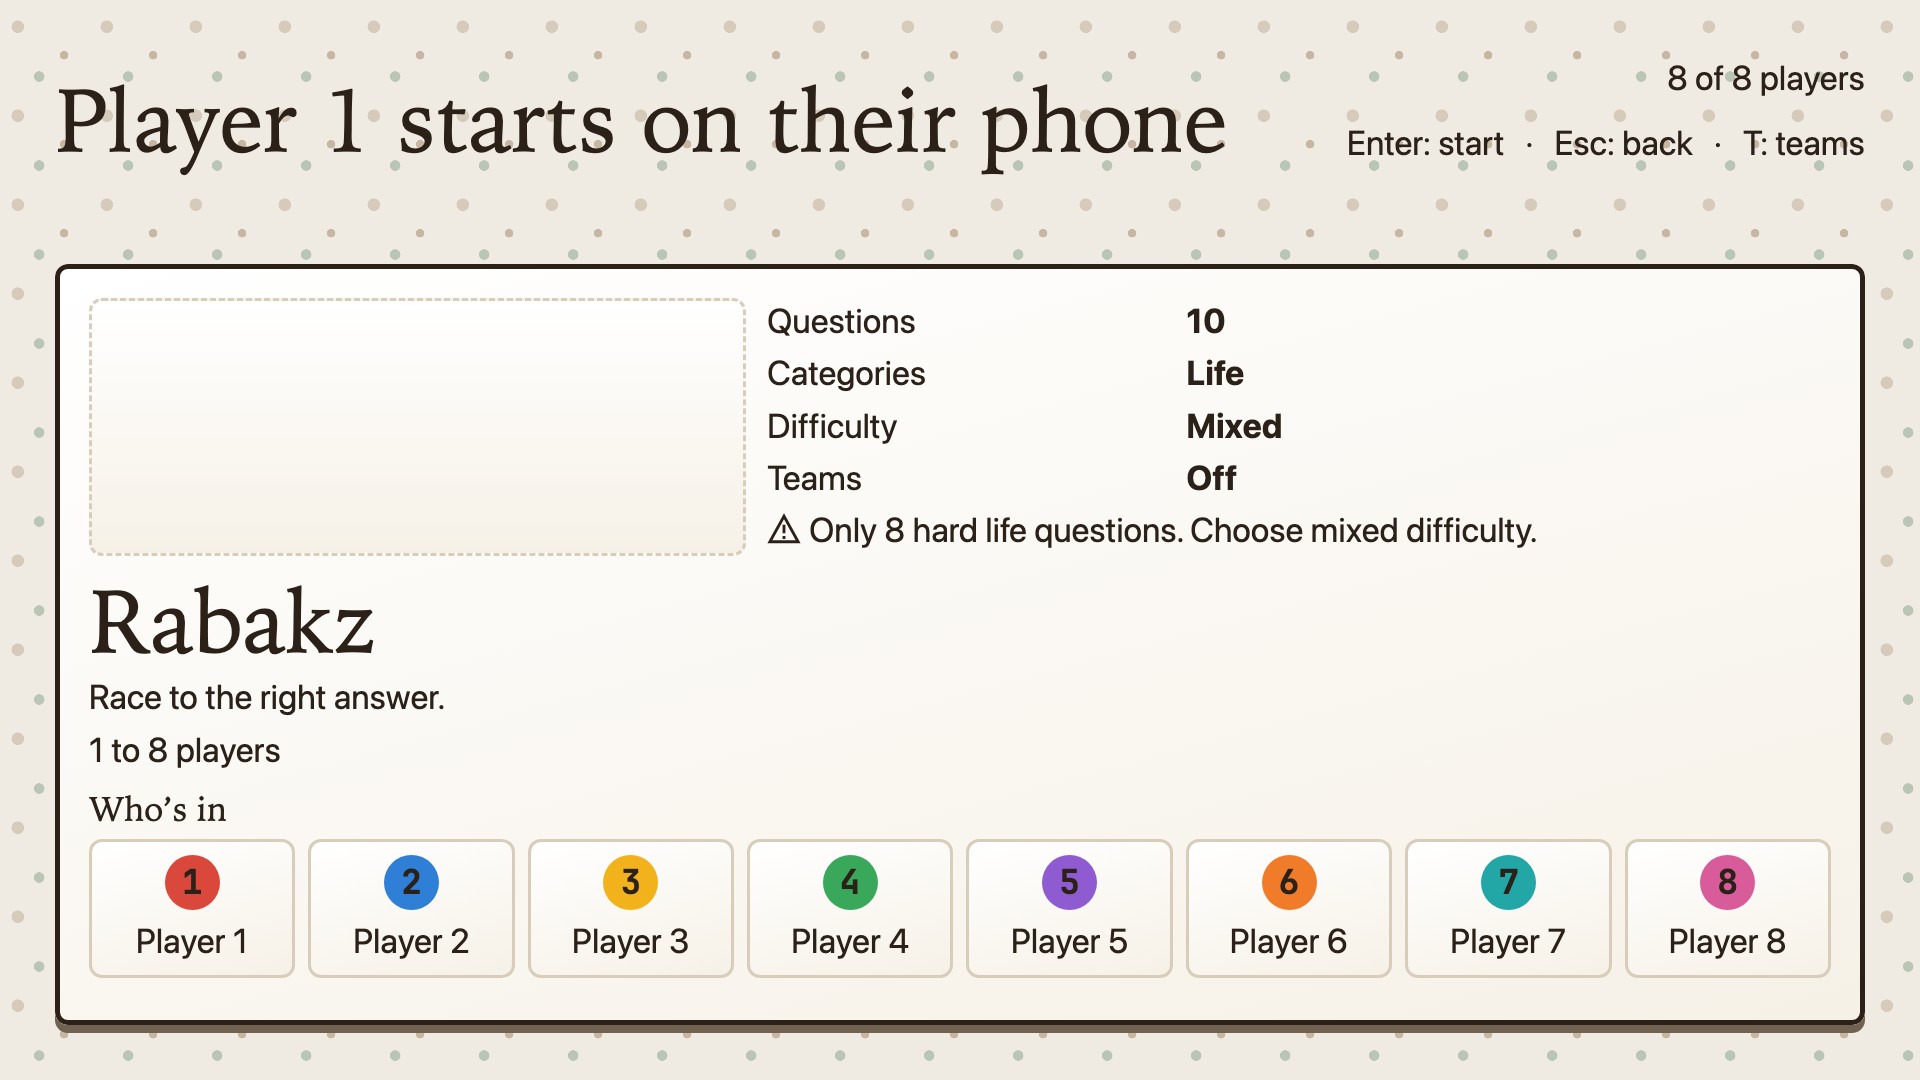 Player 1 starts on their phone
8 of 8 players
Enter: start · Esc: back · T: teams
Questions 10
Categories Life
Difficulty Mixed
Teams Off
⚠ Only 8 hard life questions. Choose mixed difficulty.
Rabakz
Race to the right answer.
1 to 8 players
Who’s in
1 2 3 4 5 6 7 8
Player 1 Player 2 Player 3 Player 4 Player 5 Player 6 Player 7 Player 8